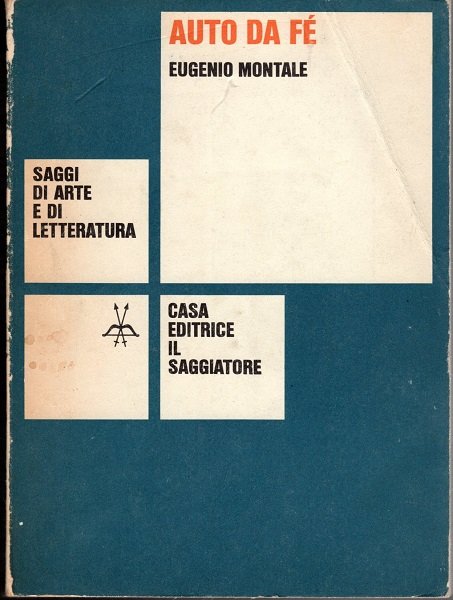 AUTO DA FÉ
EUGENIO MONTALE
SAGGI
DI ARTE
E DI
LETTERATURA
CASA
EDITRICE
IL
SAGGIATORE